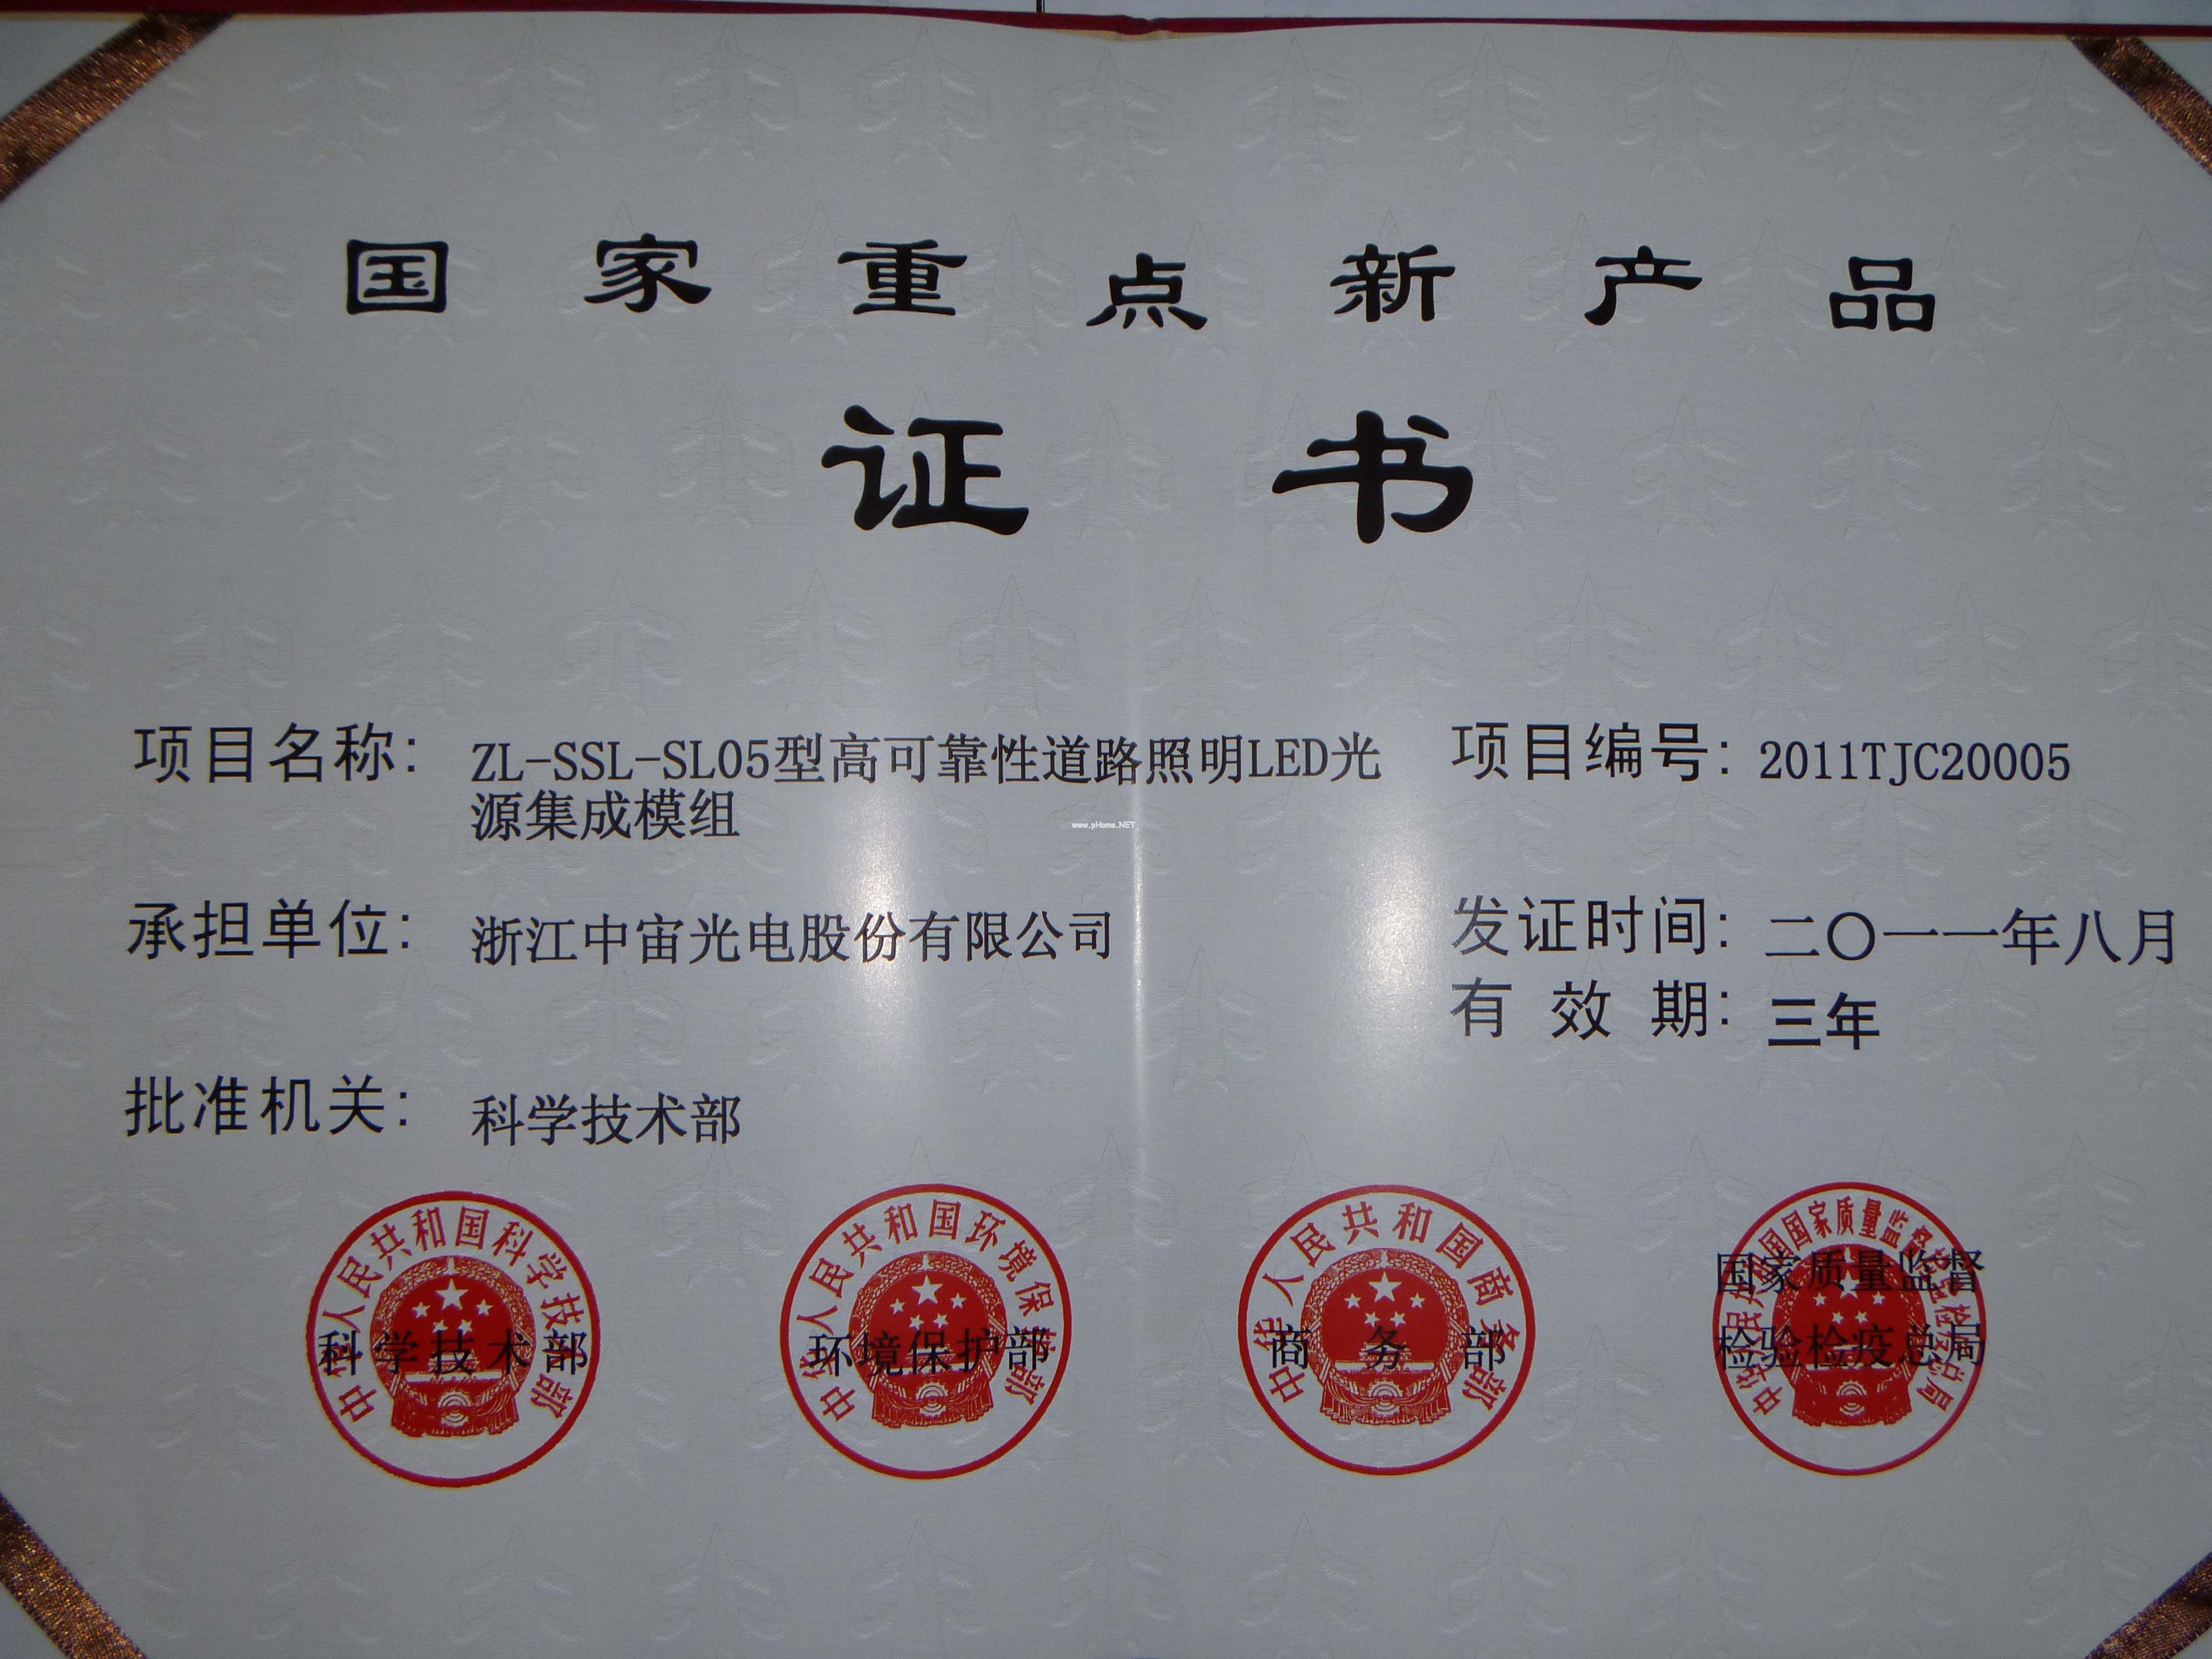 国家重点新产品
证书
项目名称: ZL-SSL-SL05型高可靠性道路照明LED光
源集成模组
项目编号: 2011TJC20005
www.pHome.NET
承担单位: 浙江中宙光电股份有限公司
发证时间: 二〇一一年八月
有效期: 三年
批准机关: 科学技术部
中华人民共和国科学技术部
科学技术部
中华人民共和国环境保护部
环境保护部
中华人民共和国商务部
商务部
国家质量监督
检验检疫总局